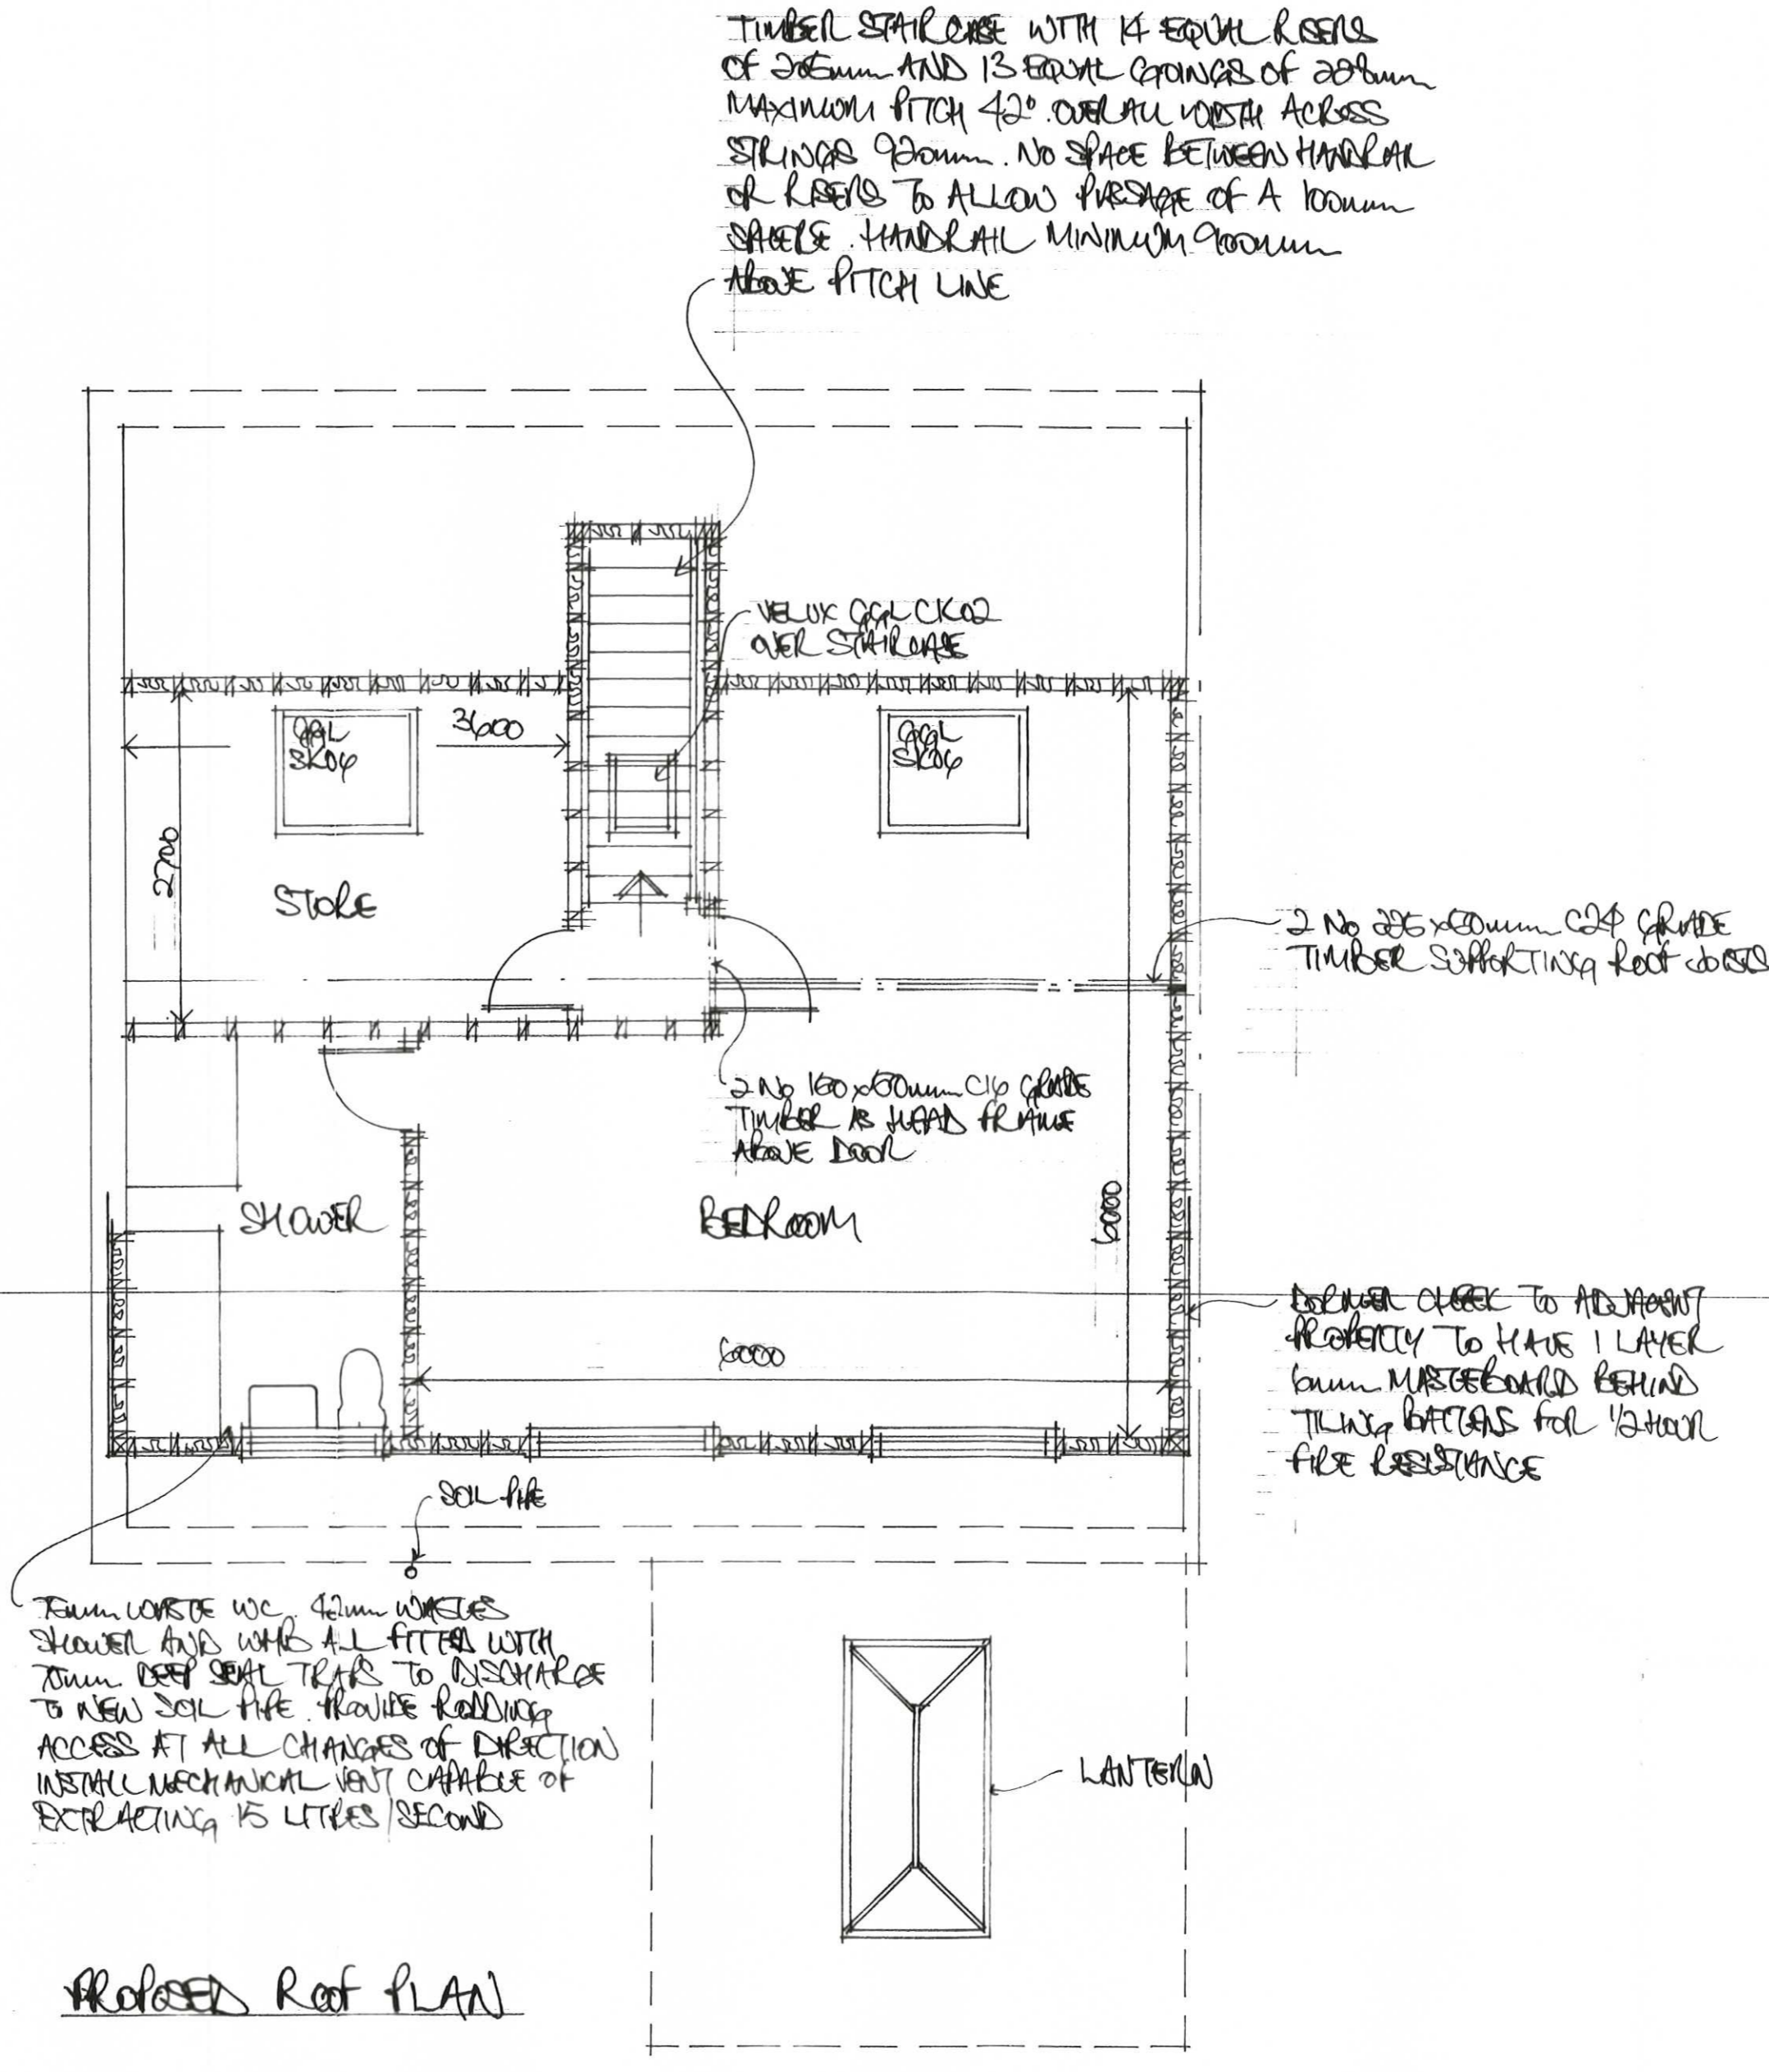 TIMBER STAIRCASE WITH 14 EQUAL RISERS
OF 205mm AND 13 EQUAL GOINGS OF 228mm
MAXIMUM PITCH 42° OVERALL WIDTH ACROSS
STRINGS 920mm. NO SPACE BETWEEN HANDRAIL
OR RISERS TO ALLOW PASSAGE OF A 100mm
SPHERE. HANDRAIL MINIMUM 900mm
ABOVE PITCH LINE
VELUX GGL CK02
OVER STAIRCASE
GGL
SK06
3600
GGL
SK06
2700
STORE
2 No 225x50mm C24 GRADE
TIMBER SUPPORTING ROOF JOISTS
2 No 150x50mm C16 GRADE
TIMBER AS HEAD FRAME
ABOVE DOOR
SHOWER
BEDROOM
6000
6000
DORMER CHEEK TO ADJACENT
PROPERTY TO HAVE 1 LAYER
6mm MASTERBOARD BEHIND
TILING BATTENS FOR 1/2 HOUR
FIRE RESISTANCE
SOIL PIPE
75mm WASTE WC. 42mm WASTES
SHOWER AND WHB ALL FITTED WITH
75mm DEEP SEAL TRAPS TO DISCHARGE
TO NEW SOIL PIPE. PROVIDE RODDING
ACCESS AT ALL CHANGES OF DIRECTION
INSTALL MECHANICAL VENT CAPABLE OF
EXTRACTING 15 LITRES/SECOND
LANTERN
PROPOSED ROOF PLAN